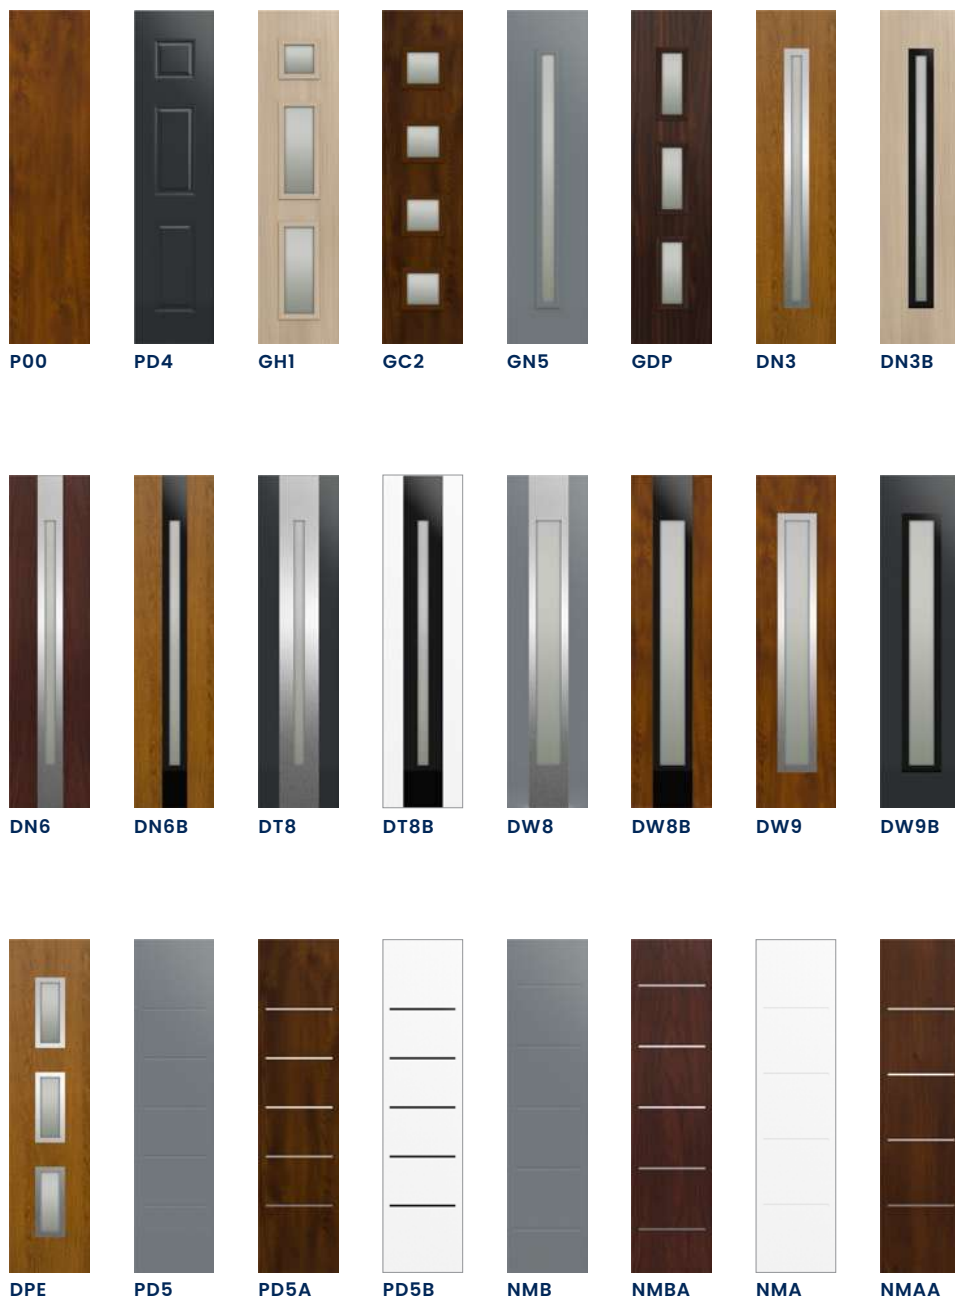 P00 PD4 GH1 GC2 GN5 GDP DN3 DN3B
DN6 DN6B DT8 DT8B DW8 DW8B DW9 DW9B
DPE PD5 PD5A PD5B NMB NMBA NMA NMAA